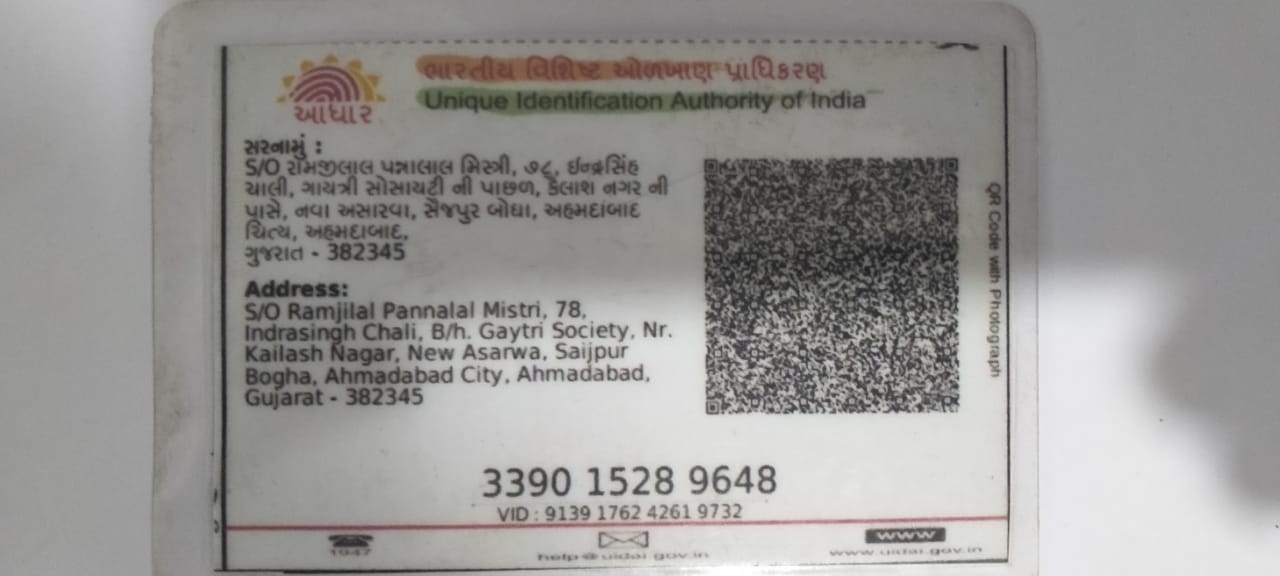 ભારતીય વિશિષ્ટ ઓળખાણ પ્રાધિકરણ
Unique Identification Authority of India
આધાર
સરનામું :
S/O રામજીલાલ પન્નાલાલ મિસ્ત્રી, ૭૮, ઇન્દ્રસિંહ
ચાલી, ગાયત્રી સોસાયટી ની પાછળ, કૈલાશ નગર ની
પાસે, નવા અસારવા, સૈજપુર બોઘા, અહમદાબાદ
ચિત્ય, અહમદાબાદ,
ગુજરાત - 382345
Address:
S/O Ramjilal Pannalal Mistri, 78,
Indrasingh Chali, B/h. Gaytri Society, Nr.
Kailash Nagar, New Asarwa, Saijpur
Bogha, Ahmadabad City, Ahmadabad,
Gujarat - 382345
QR Code with Photograph
3390 1528 9648
VID : 9139 1762 4261 9732
1947
help@uidai.gov.in
www
www.uidai.gov.in